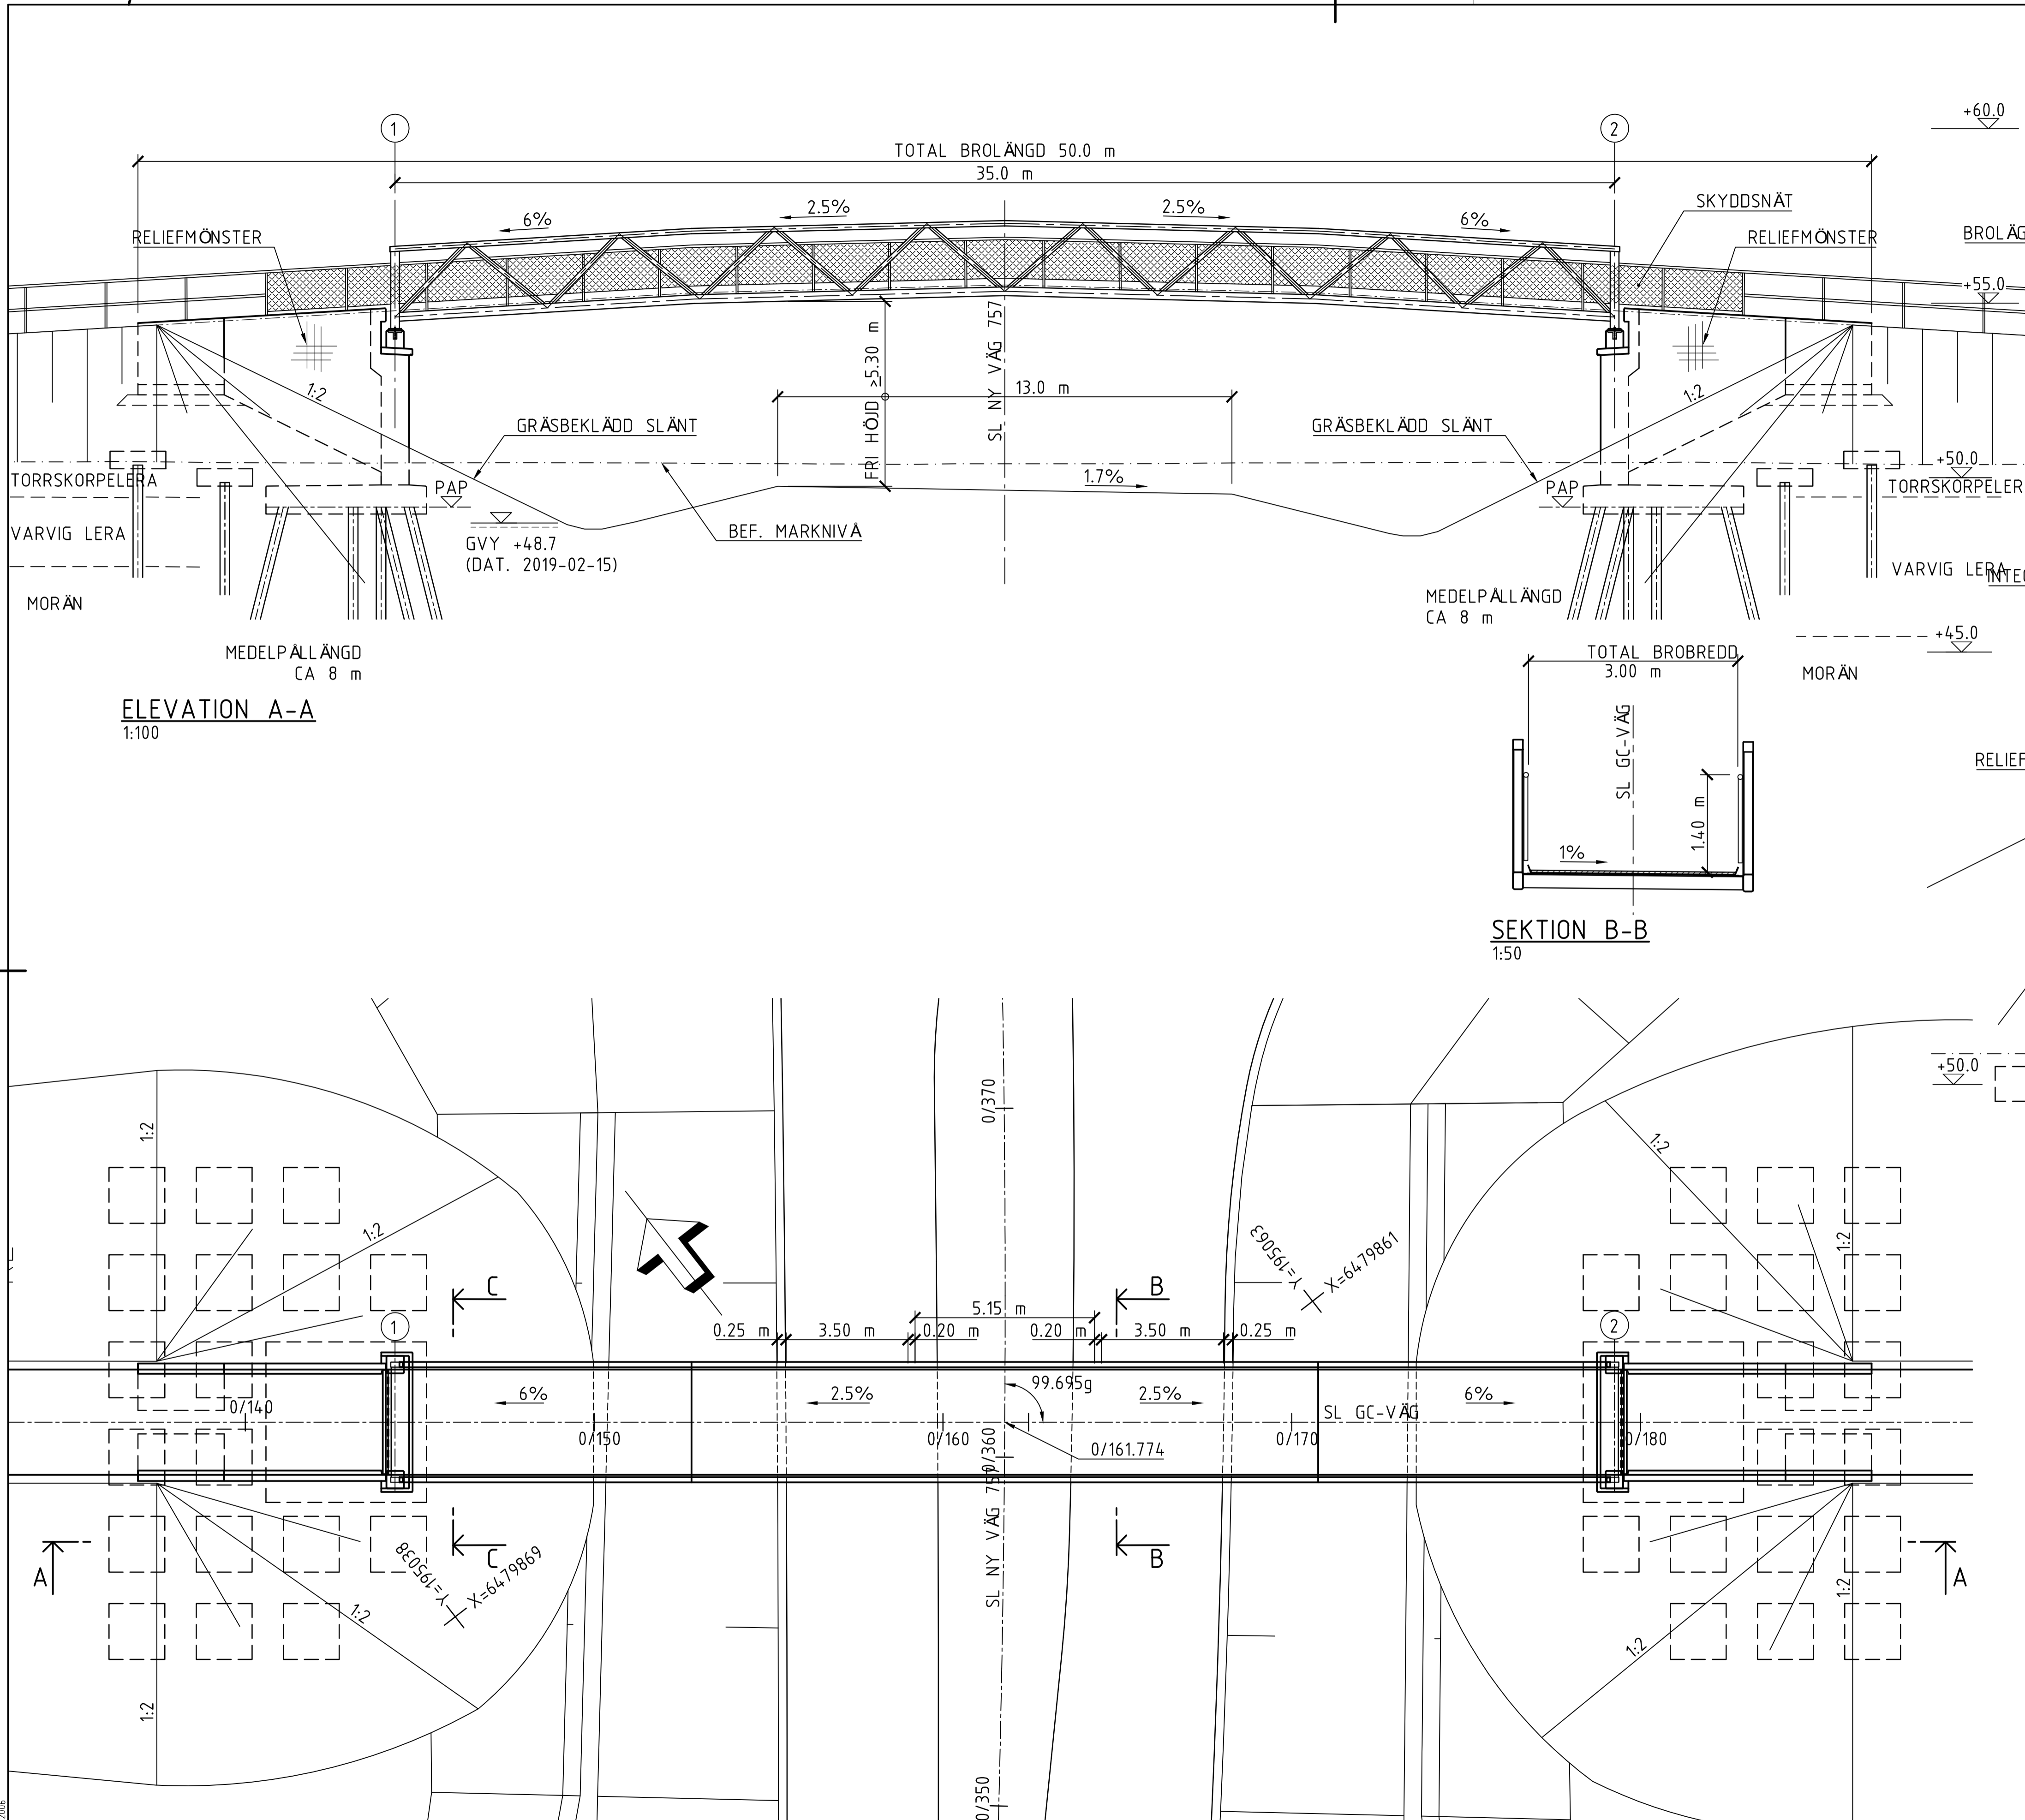 1
2
+60.0
TOTAL BROLÄNGD 50.0 m
35.0 m
SKYDDSNÄT
6%
2.5%
2.5%
6%
RELIEFMÖNSTER
RELIEFMÖNSTER
BROLÄG
+55.0
FRI HÖJD ≥5.30 m
SL NY VÄG 757
1:2
13.0 m
1:2
GRÄSBEKLÄDD SLÄNT
GRÄSBEKLÄDD SLÄNT
+50.0
TORRSKORPELERA
PAP
1.7%
PAP
TORRSKORPELER
VARVIG LERA
BEF. MARKNIVÅ
GVY +48.7
(DAT. 2019-02-15)
VARVIG LERA
INTEG
MORÄN
MEDELPÅLLÄNGD
CA 8 m
+45.0
MEDELPÅLLÄNGD
CA 8 m
TOTAL BROBREDD
3.00 m
MORÄN
ELEVATION A-A
1:100
SL GC-VÄG
RELIEF
1.40 m
1%
SEKTION B-B
1:50
+50.0
0/370
1:2
1:2
1:2
1:2
Y=195063
X=6479861
C
B
5.15 m
1
2
0.25 m
3.50 m
0.20 m
0.20 m
3.50 m
0.25 m
99.695g
6%
2.5%
2.5%
6%
0/140
SL GC-VÄG
0/150
0/160
0/360
0/161.774
0/170
0/180
SL NY VÄG 757
C
B
A
A
Y=195038
X=6479869
1:2
1:2
1:2
1:2
0/350
2006